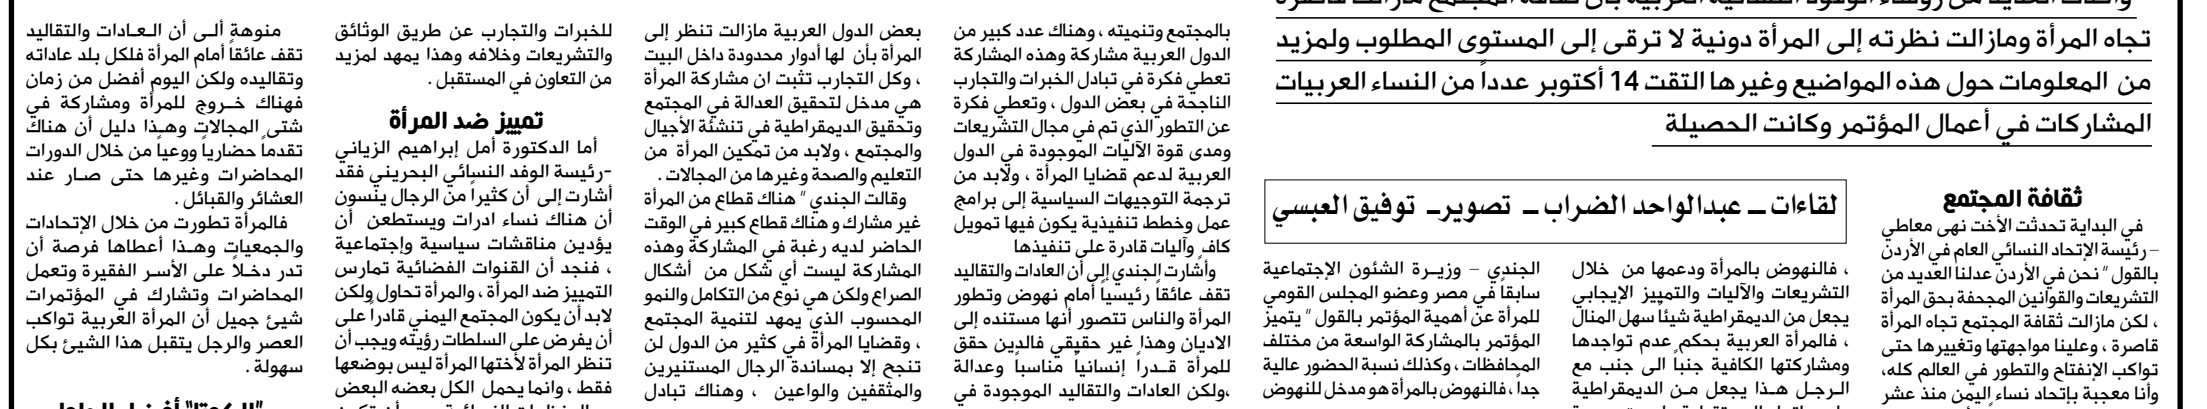 تجاه المرأة ومازالت نظرته إلى المرأة دونية لا ترقى إلى المستوى المطلوب ولمزيد
من المعلومات حول هذه المواضيع وغيرها التقت 14 أكتوبر عدداً من النساء العربيات
المشاركات في أعمال المؤتمر وكانت الحصيلة
لقاءات ــ عبدالواحد الضراب ــ تصويرــ توفيق العبسي
ثقافة المجتمع
في البداية تحدثت الأخت نهى معاطي
– رئيسة الإتحاد النسائي العام في الأردن
بالقول " نحن في الأردن عدلنا العديد من
التشريعات والقوانين المجحفة بحق المرأة
، لكن مازالت ثقافة المجتمع تجاه المرأة
قاصرة ، وعلينا مواجهتها وتغييرها حتى
تواكب الإنفتاح والتطور في العالم كله،
وأنا معجبة بإتحاد نساء اليمن منذ عشر
، فالنهوض بالمرأة ودعمها من خلال
التشريعات والآليات والتمييز الإيجابي
يجعل من الديمقراطية شيئاً سهل المنال
، فالمرأة العربية بحكم عدم تواجدها
ومشاركتها الكافية جنباً الى جنب مع
الرجل هذا يجعل من الديمقراطية
الجندي – وزيرة الشئون الإجتماعية
سابقاً في مصر وعضو المجلس القومي
للمرأة عن أهمية المؤتمر بالقول " يتميز
المؤتمر بالمشاركة الواسعة من مختلف
المحافظات ، وكذلك نسبة الحضور عالية
جداً ، فالنهوض بالمرأة هو مدخل للنهوض
بالمجتمع وتنميته ، وهناك عدد كبير من
الدول العربية مشاركة وهذه المشاركة
تعطي فكرة في تبادل الخبرات والتجارب
الناجحة في بعض الدول ، وتعطي فكرة
عن التطور الذي تم في مجال التشريعات
ومدى قوة الآليات الموجودة في الدول
العربية لدعم قضايا المرأة ، ولابد من
ترجمة التوجيهات السياسية إلى برامج
عمل وخطط تنفيذية يكون فيها تمويل
كافٍ وآليات قادرة على تنفيذها
وأشارت الجندي إلى أن العادات والتقاليد
تقف عائقاً رئيسياً أمام نهوض وتطور
المرأة والناس تتصور أنها مستنده إلى
الاديان وهذا غير حقيقي فالدين حقق
للمرأة قدراً إنسانياً مناسباً وعدالة
،ولكن العادات والتقاليد الموجودة في
بعض الدول العربية مازالت تنظر إلى
المرأة بأن لها أدوار محدودة داخل البيت
، وكل التجارب تثبت ان مشاركة المرأة
هي مدخل لتحقيق العدالة في المجتمع
وتحقيق الديمقراطية في تنشئة الأجيال
والمجتمع ، ولابد من تمكين المرأة من
التعليم والصحة وغيرها من المجالات .
وقالت الجندي " هناك قطاع من المرأة
غير مشارك و هناك قطاع كبير في الوقت
الحاضر لديه رغبة في المشاركة وهذه
المشاركة ليست أي شكل من أشكال
الصراع ولكن هي نوع من التكامل والنمو
المحسوب الذي يمهد لتنمية المجتمع
، وقضايا المرأة في كثير من الدول لن
تنجح إلا بمساندة الرجال المستنيرين
والمثقفين والواعين ، وهناك تبادل
للخبرات والتجارب عن طريق الوثائق
والتشريعات وخلافه وهذا يمهد لمزيد
من التعاون في المستقبل .
تمييز ضد المرأة
أما الدكتورة أمل إبراهيم الزياني
-رئيسة الوفد النسائي البحريني فقد
أشارت إلى أن كثيراً من الرجال ينسون
أن هناك نساء ادرات ويستطعن أن
يؤدين مناقشات سياسية وإجتماعية
، فنجد أن القنوات الفضائية تمارس
التمييز ضد المرأة ، والمرأة تحاول ولكن
لابد أن يكون المجتمع اليمني قادراً على
أن يفرض على السلطات رؤيته ويجب أن
تنظر المرأة لأختها المرأة ليس بوضعها
فقط ، وانما يحمل الكل بعضه البعض
منوهة ألى أن العادات والتقاليد
تقف عائقاً أمام المرأة فلكل بلد عاداته
وتقاليده ولكن اليوم أفضل من زمان
فهناك خروج للمرأة ومشاركة في
شتى المجالات وهذا دليل أن هناك
تقدماً حضارياً ووعياً من خلال الدورات
المحاضرات وغيرها حتى صار عند
العشائر والقبائل .
فالمرأة تطورت من خلال الإتحادات
والجمعيات وهذا أعطاها فرصة أن
تدر دخلاً على الأسر الفقيرة وتعمل
المحاضرات وتشارك في المؤتمرات
شيئ جميل أن المرأة العربية تواكب
العصر والرجل يتقبل هذا الشيئ بكل
سهولة .